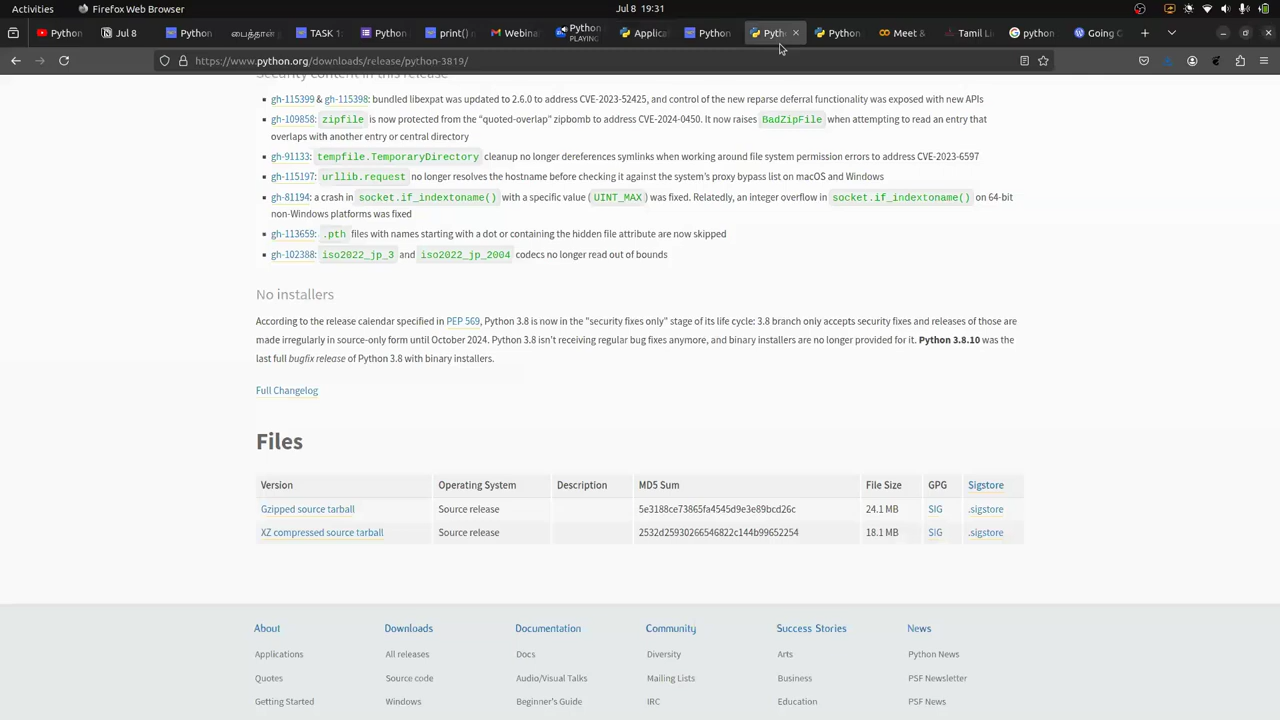 Activities Firefox Web Browser Jul 8 19:31
Python Jul 8 Python பைத்தான் TASK 1: Python print() m Webina Python PLAYING Applica Python Pyth Python Meet & Tamil Li python Going O
https://www.python.org/downloads/release/python-3819/
Security content in this release
gh-115399 & gh-115398: bundled libexpat was updated to 2.6.0 to address CVE-2023-52425, and control of the new reparse deferral functionality was exposed with new APIs
gh-109858: zipfile is now protected from the “quoted-overlap” zipbomb to address CVE-2024-0450. It now raises BadZipFile when attempting to read an entry that
overlaps with another entry or central directory
gh-91133: tempfile.TemporaryDirectory cleanup no longer dereferences symlinks when working around file system permission errors to address CVE-2023-6597
gh-115197: urllib.request no longer resolves the hostname before checking it against the system’s proxy bypass list on macOS and Windows
gh-81194: a crash in socket.if_indextoname() with a specific value (UINT_MAX) was fixed. Relatedly, an integer overflow in socket.if_indextoname() on 64-bit
non-Windows platforms was fixed
gh-113659: .pth files with names starting with a dot or containing the hidden file attribute are now skipped
gh-102388: iso2022_jp_3 and iso2022_jp_2004 codecs no longer read out of bounds
No installers
According to the release calendar specified in PEP 569, Python 3.8 is now in the "security fixes only" stage of its life cycle: 3.8 branch only accepts security fixes and releases of those are
made irregularly in source-only form until October 2024. Python 3.8 isn't receiving regular bug fixes anymore, and binary installers are no longer provided for it. Python 3.8.10 was the
last full bugfix release of Python 3.8 with binary installers.
Full Changelog
Files
Version Operating System Description MD5 Sum File Size GPG Sigstore
Gzipped source tarball Source release 5e3188ce73865fa4545d9e3e89bcd26c 24.1 MB SIG .sigstore
XZ compressed source tarball Source release 2532d25930266546822c144b99652254 18.1 MB SIG .sigstore
About Downloads Documentation Community Success Stories News
Applications All releases Docs Diversity Arts Python News
Quotes Source code Audio/Visual Talks Mailing Lists Business PSF Newsletter
Getting Started Windows Beginner's Guide IRC Education PSF News